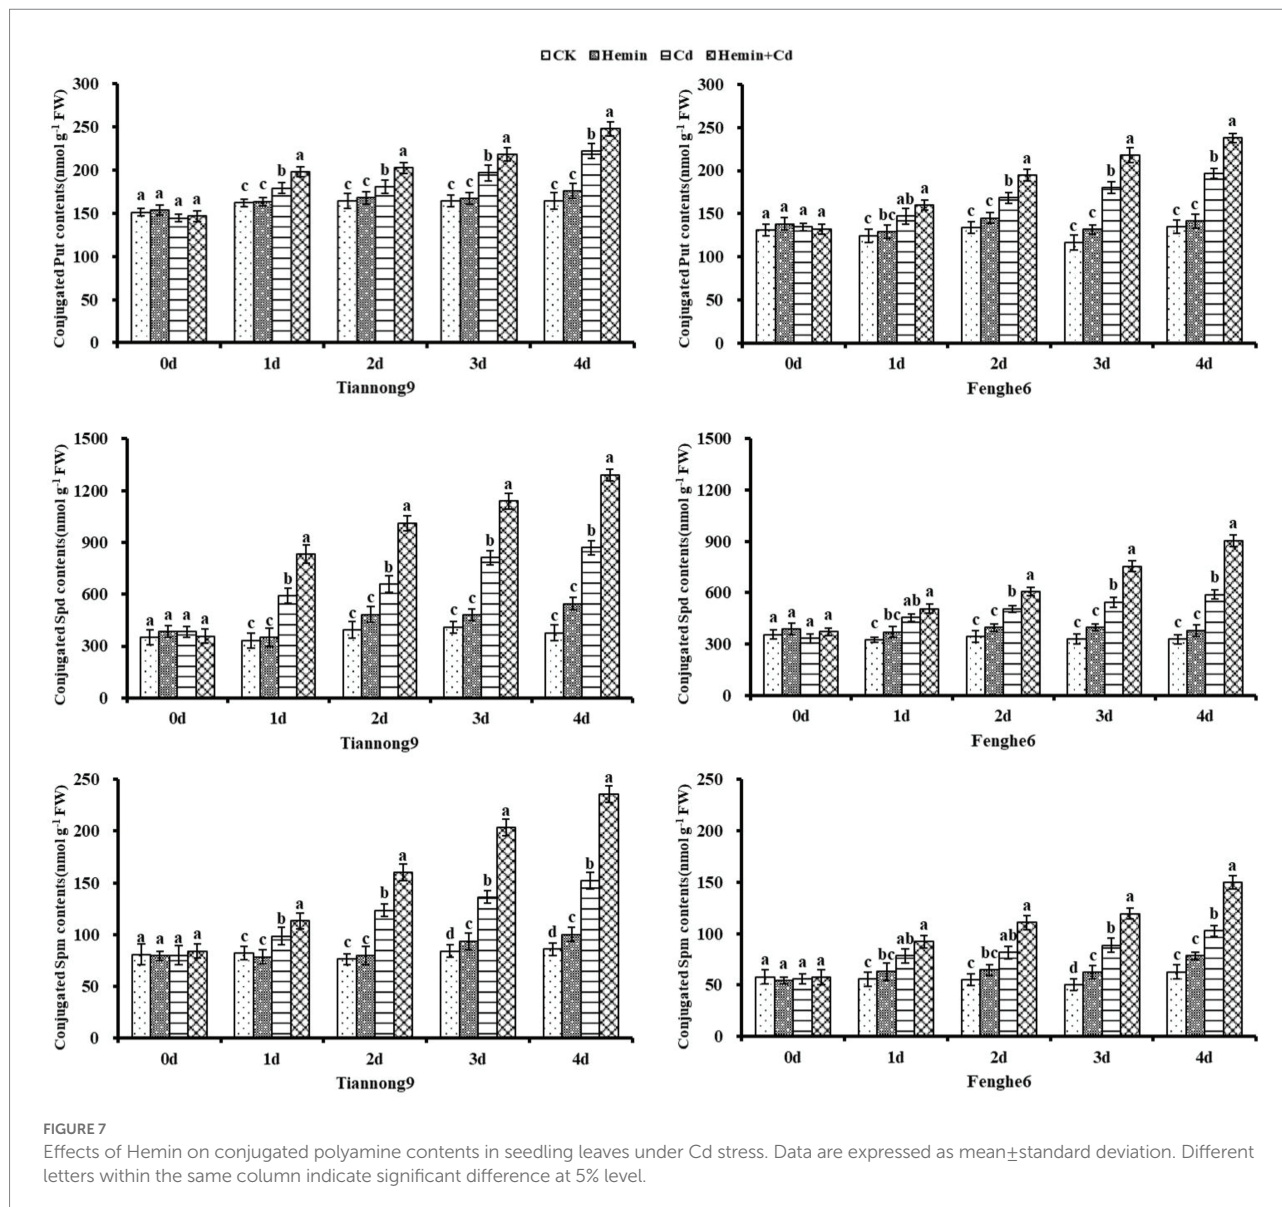 CK Hemin Cd Hemin+Cd
Conjugated Put contents(nmol g⁻¹ FW)
300
250
200
150
100
50
0
a a a a
c c b a
c c b a
c c b a
c c b a
0d 1d 2d 3d 4d
Tiannong9
Conjugated Put contents(nmol g⁻¹ FW)
300
250
200
150
100
50
0
a a a a
c bc ab a
c c b a
c c b a
c c b a
0d 1d 2d 3d 4d
Fenghe6
Conjugated Spd contents(nmol g⁻¹ FW)
1500
1200
900
600
300
0
a a a a
c c b a
c c b a
c c b a
c c b a
0d 1d 2d 3d 4d
Tiannong9
Conjugated Spd contents(nmol g⁻¹ FW)
1500
1200
900
600
300
0
a a a a
c bc ab a
c c b a
c c b a
c c b a
0d 1d 2d 3d 4d
Fenghe6
Conjugated Spm contents(nmol g⁻¹ FW)
250
200
150
100
50
0
a a a a
c c b a
c c b a
d c b a
d c b a
0d 1d 2d 3d 4d
Tiannong9
Conjugated Spm contents(nmol g⁻¹ FW)
250
200
150
100
50
0
a a a a
c bc ab a
c bc ab a
d c b a
c c b a
0d 1d 2d 3d 4d
Fenghe6
FIGURE 7
Effects of Hemin on conjugated polyamine contents in seedling leaves under Cd stress. Data are expressed as mean±standard deviation. Different
letters within the same column indicate significant difference at 5% level.